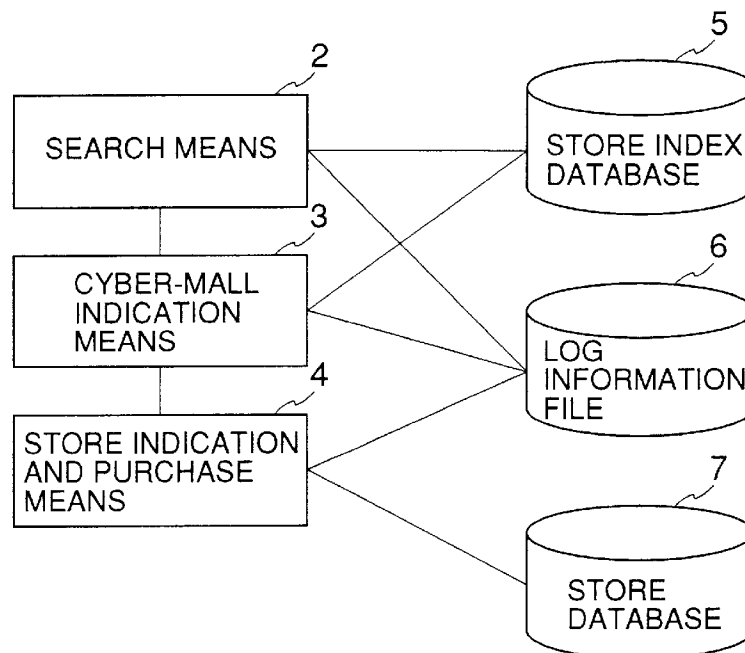 2
SEARCH MEANS
3
CYBER-MALL
INDICATION
MEANS
4
STORE INDICATION
AND PURCHASE
MEANS
5
STORE INDEX
DATABASE
6
LOG
INFORMATION
FILE
7
STORE
DATABASE